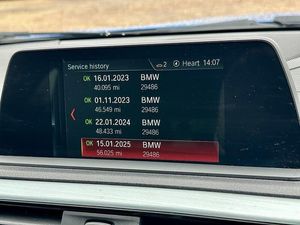 Service history 2 Heart 14:07
OK 16.01.2023 BMW
40.095 mi 29486
OK 01.11.2023 BMW
46.549 mi 29486
OK 22.01.2024 BMW
48.433 mi 29486
OK 15.01.2025 BMW
56.025 mi 29486